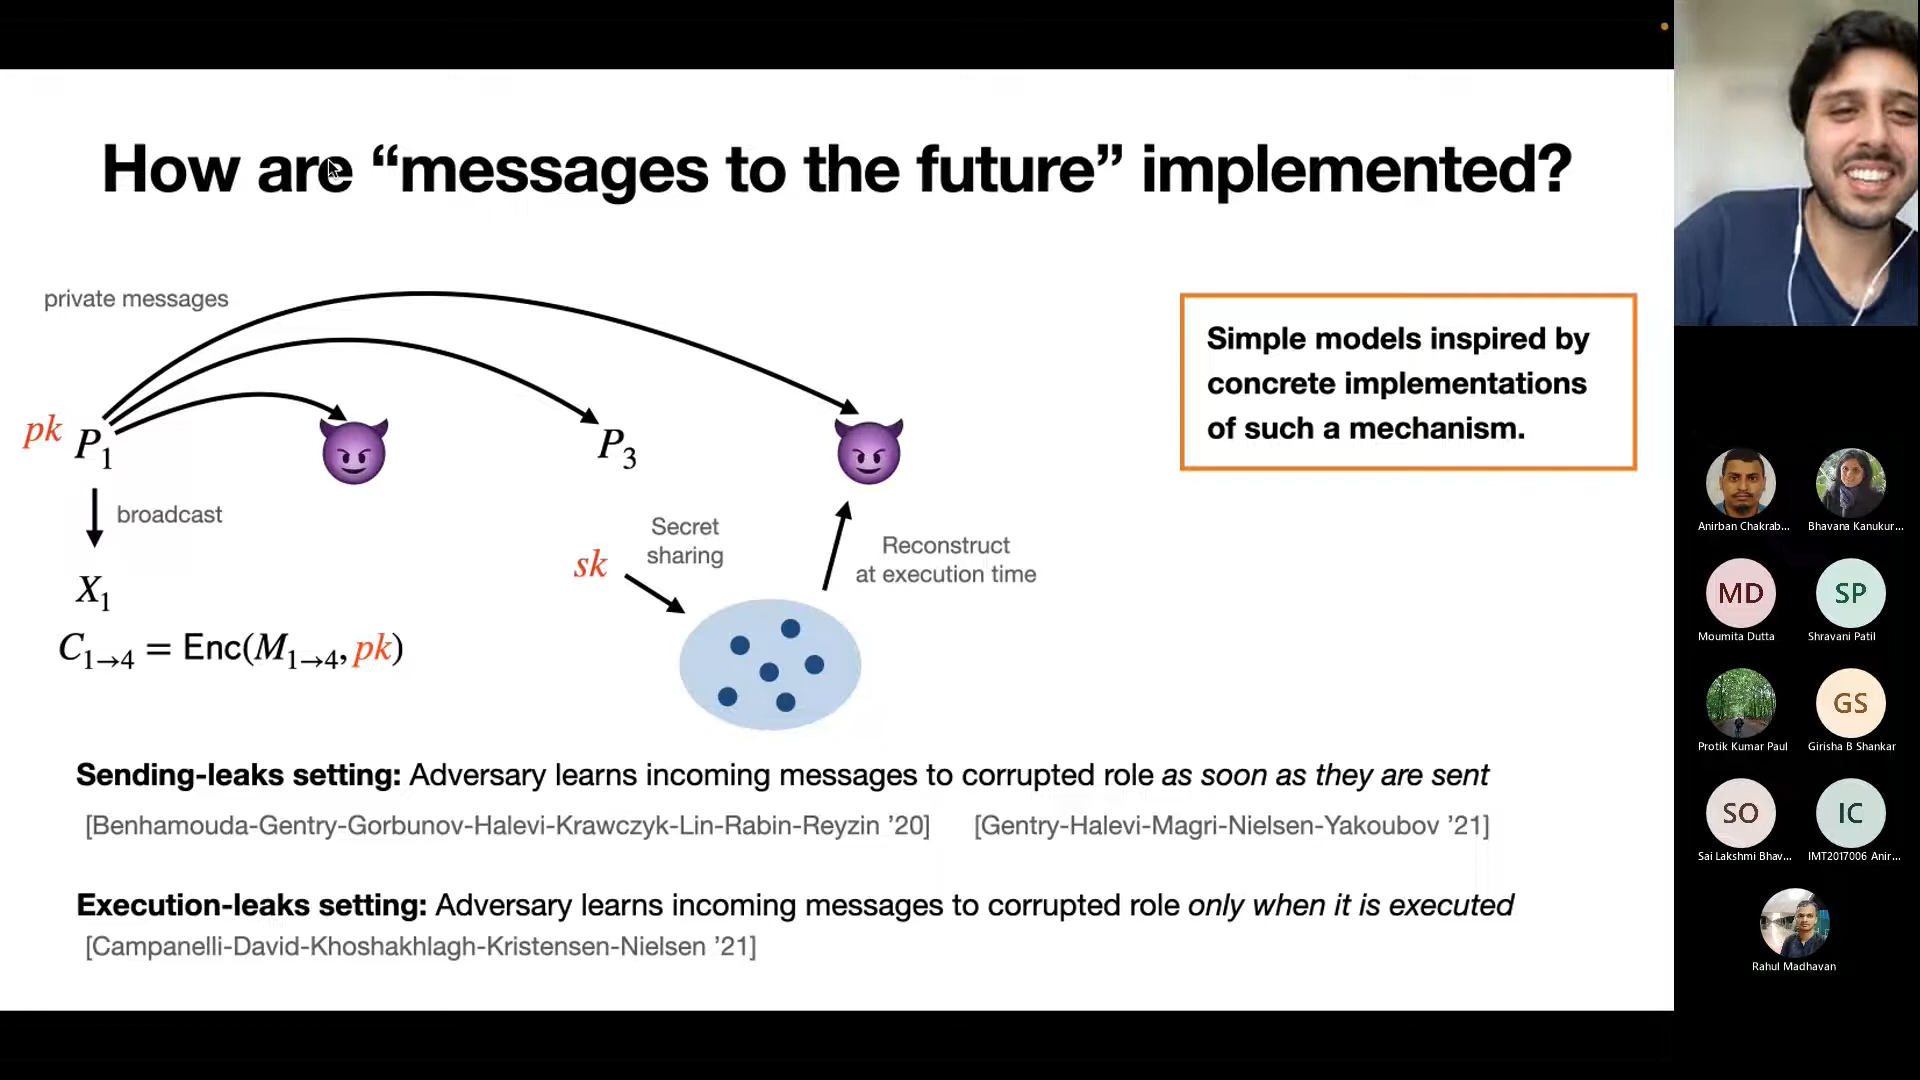 How are “messages to the future” implemented?
private messages
Simple models inspired by
concrete implementations
of such a mechanism.
pk P₁
P₃
broadcast
Secret
sharing
sk
Reconstruct
at execution time
X₁
C₁→₄ = Enc(M₁→₄, pk)
Sending-leaks setting: Adversary learns incoming messages to corrupted role as soon as they are sent
[Benhamouda-Gentry-Gorbunov-Halevi-Krawczyk-Lin-Rabin-Reyzin ’20] [Gentry-Halevi-Magri-Nielsen-Yakoubov ’21]
Execution-leaks setting: Adversary learns incoming messages to corrupted role only when it is executed
[Campanelli-David-Khoshakhlagh-Kristensen-Nielsen ’21]
Anirban Chakrab... Bhavana Kanukur...
MD SP
Moumita Dutta Shravani Patil
GS
Protik Kumar Paul Girisha B Shankar
SO IC
Sai Lakshmi Bhav... IMT2017006 Anir...
Rahul Madhavan